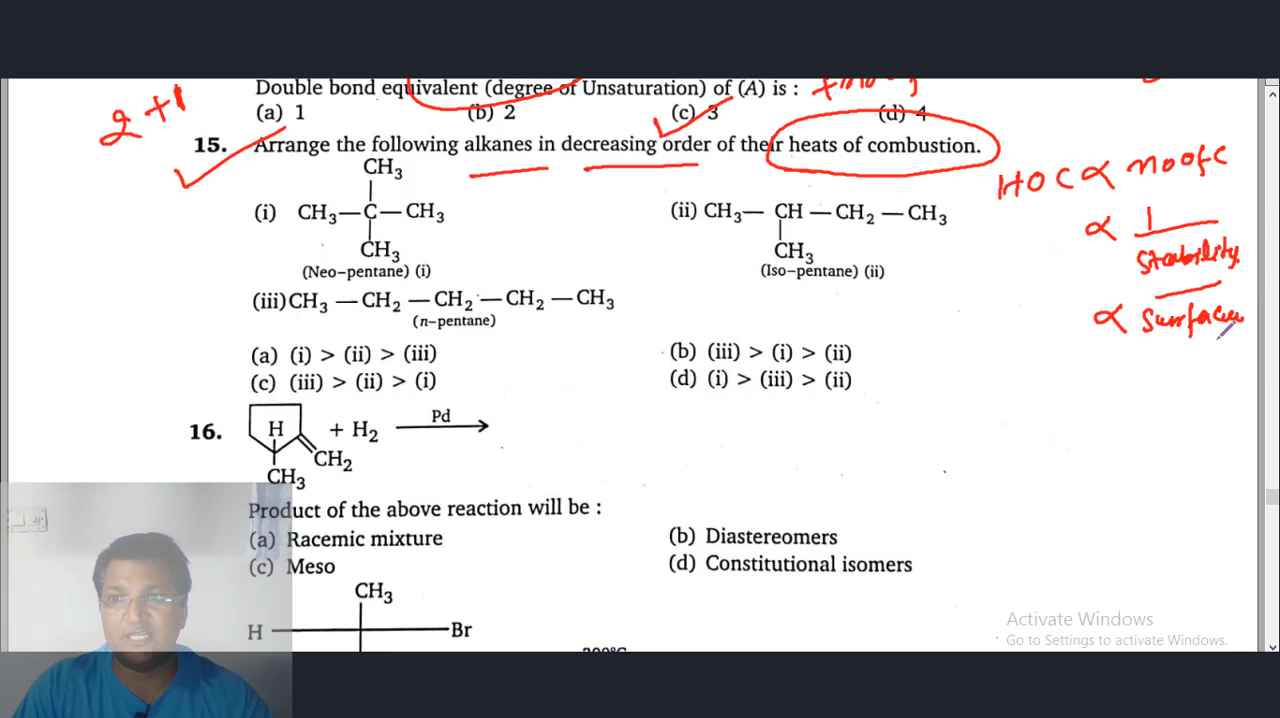 Double bond equivalent (degree of Unsaturation) of (A) is :
(a) 1 (b) 2 (c) 3 (d) 4
2+1
15. Arrange the following alkanes in decreasing order of their heats of combustion.
HOC ∝ no of C
CH₃
(i) CH₃—C—CH₃ (ii) CH₃— CH —CH₂ —CH₃
∝ 1
CH₃ CH₃
stability
(Neo-pentane) (i) (Iso-pentane) (ii)
(iii)CH₃ —CH₂ —CH₂ —CH₂ —CH₃
(n-pentane)
∝ surface
(a) (i) > (ii) > (iii) (b) (iii) > (i) > (ii)
(c) (iii) > (ii) > (i) (d) (i) > (iii) > (ii)
16. H + H₂ Pd
CH₂
CH₃
Product of the above reaction will be :
(a) Racemic mixture (b) Diastereomers
(c) Meso (d) Constitutional isomers
CH₃
H Br
Activate Windows
Go to Settings to activate Windows.